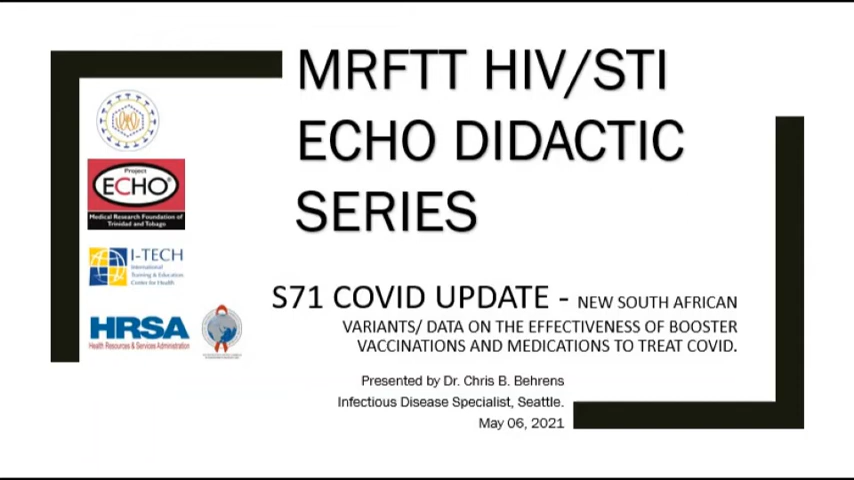 MRFTT HIV/STI
ECHO DIDACTIC
SERIES
Project
ECHO®
Medical Research Foundation of
Trinidad and Tobago
I-TECH
International
Training & Education
Center for Health
HRSA
Health Resources & Services Administration
S71 COVID UPDATE - NEW SOUTH AFRICAN
VARIANTS/ DATA ON THE EFFECTIVENESS OF BOOSTER
VACCINATIONS AND MEDICATIONS TO TREAT COVID.
Presented by Dr. Chris B. Behrens
Infectious Disease Specialist, Seattle.
May 06, 2021